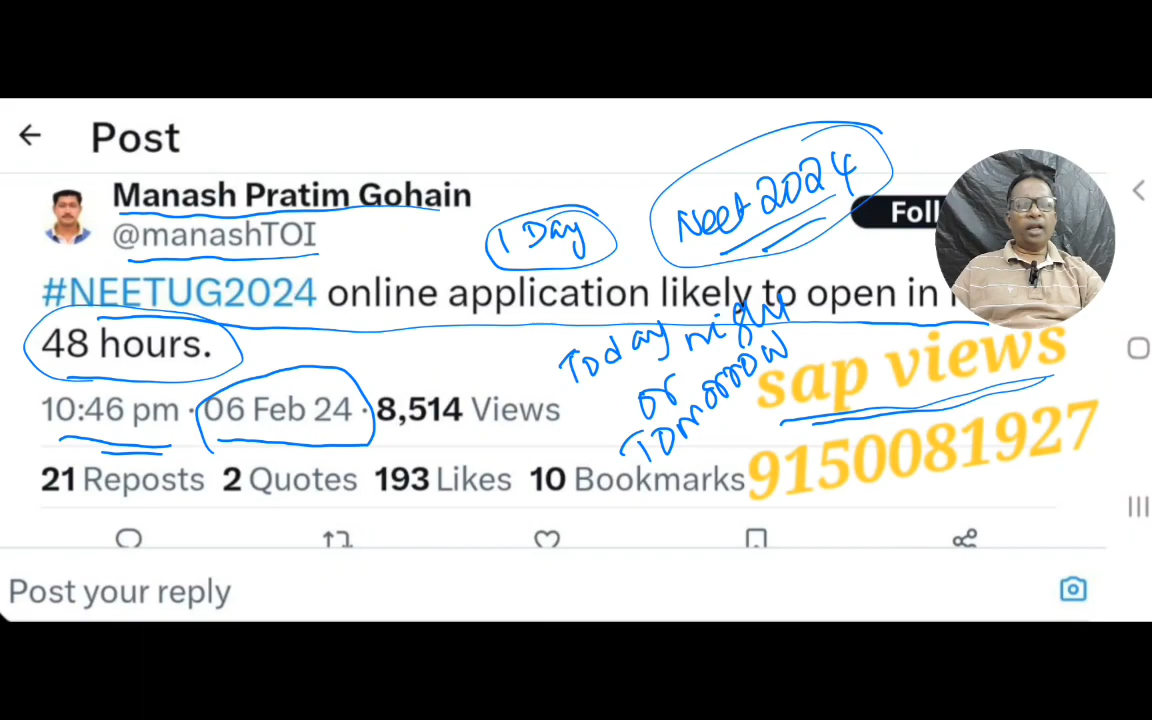 Post
Manash Pratim Gohain
@manashTOI
Foll
1 Day
Neet 2024
#NEETUG2024 online application likely to open in
48 hours.
Today night
or
Tomorrow
10:46 pm · 06 Feb 24 · 8,514 Views
sap views
9150081927
21 Reposts 2 Quotes 193 Likes 10 Bookmarks
Post your reply